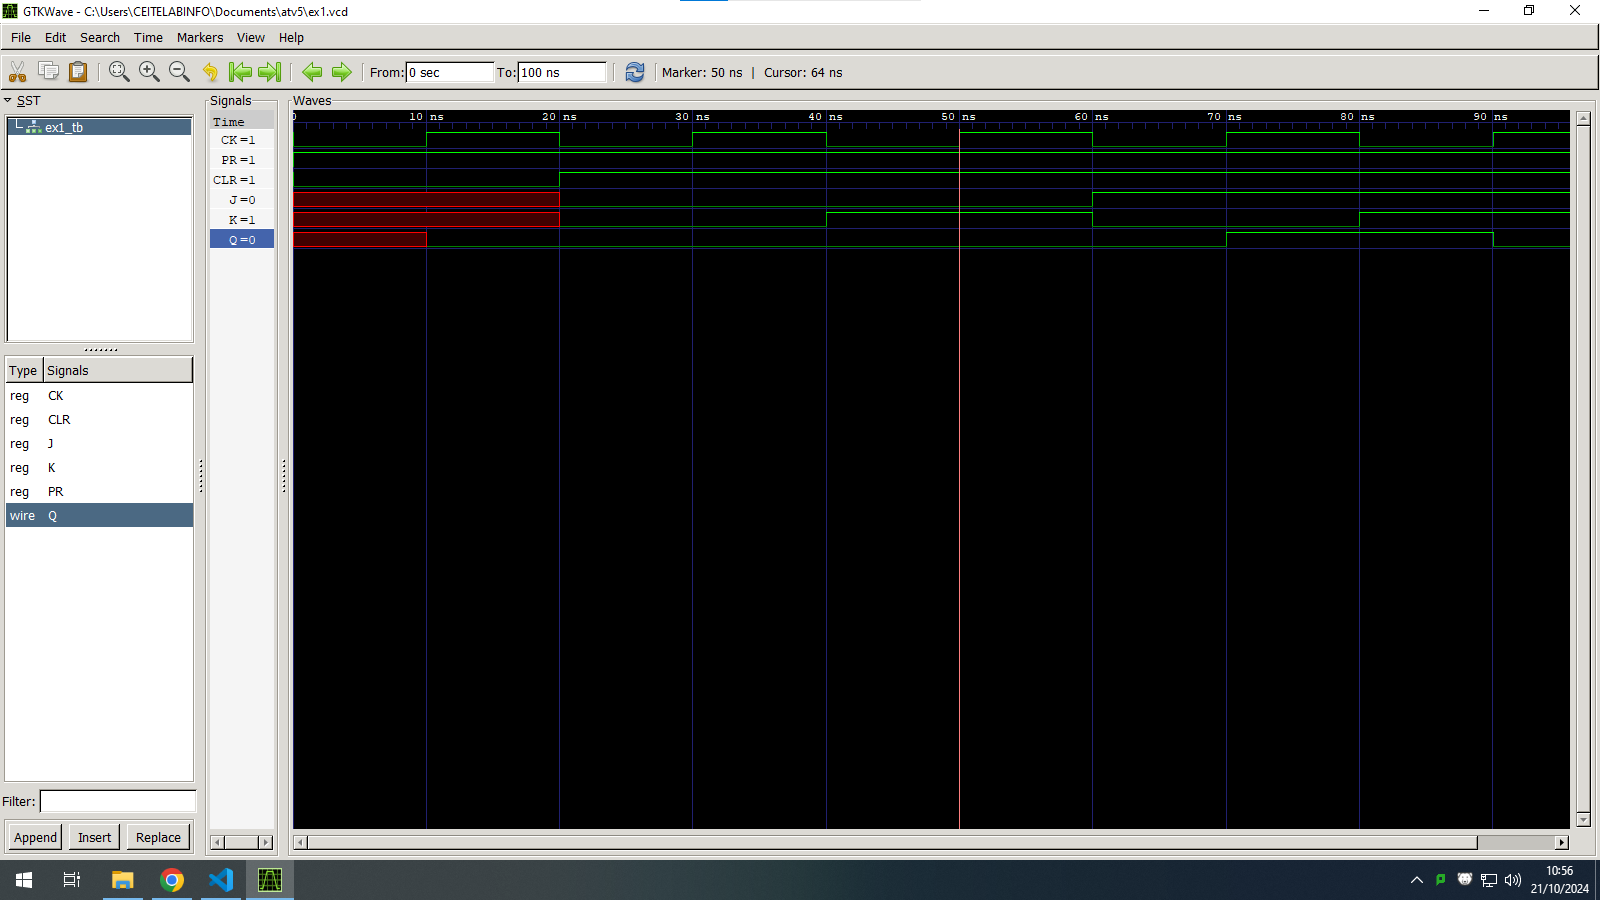 GTKWave - C:\Users\CEITELABINFO\Documents\atv5\ex1.vcd
File Edit Search Time Markers View Help
From: 0 sec To: 100 ns Marker: 50 ns | Cursor: 64 ns
SST
ex1_tb
Type Signals
reg CK
reg CLR
reg J
reg K
reg PR
wire Q
Filter:
Append Insert Replace
Signals
Time
CK=1
PR=1
CLR=1
J=0
K=1
Q=0
Waves
0 10 ns 20 ns 30 ns 40 ns 50 ns 60 ns 70 ns 80 ns 90 ns
10:56
21/10/2024